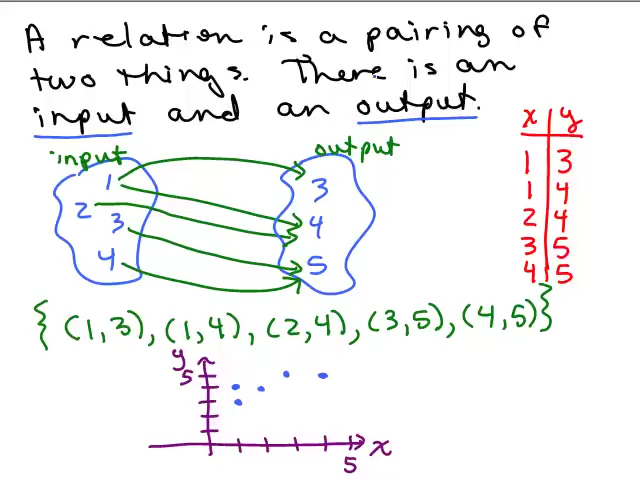 A relation is a pairing of
two things. There is an
input and an output.
input output
1 3
2 3 4
4 5
x y
1 3
1 4
2 4
3 5
4 5
{(1,3), (1,4), (2,4), (3,5), (4,5)}
y
5
5 x